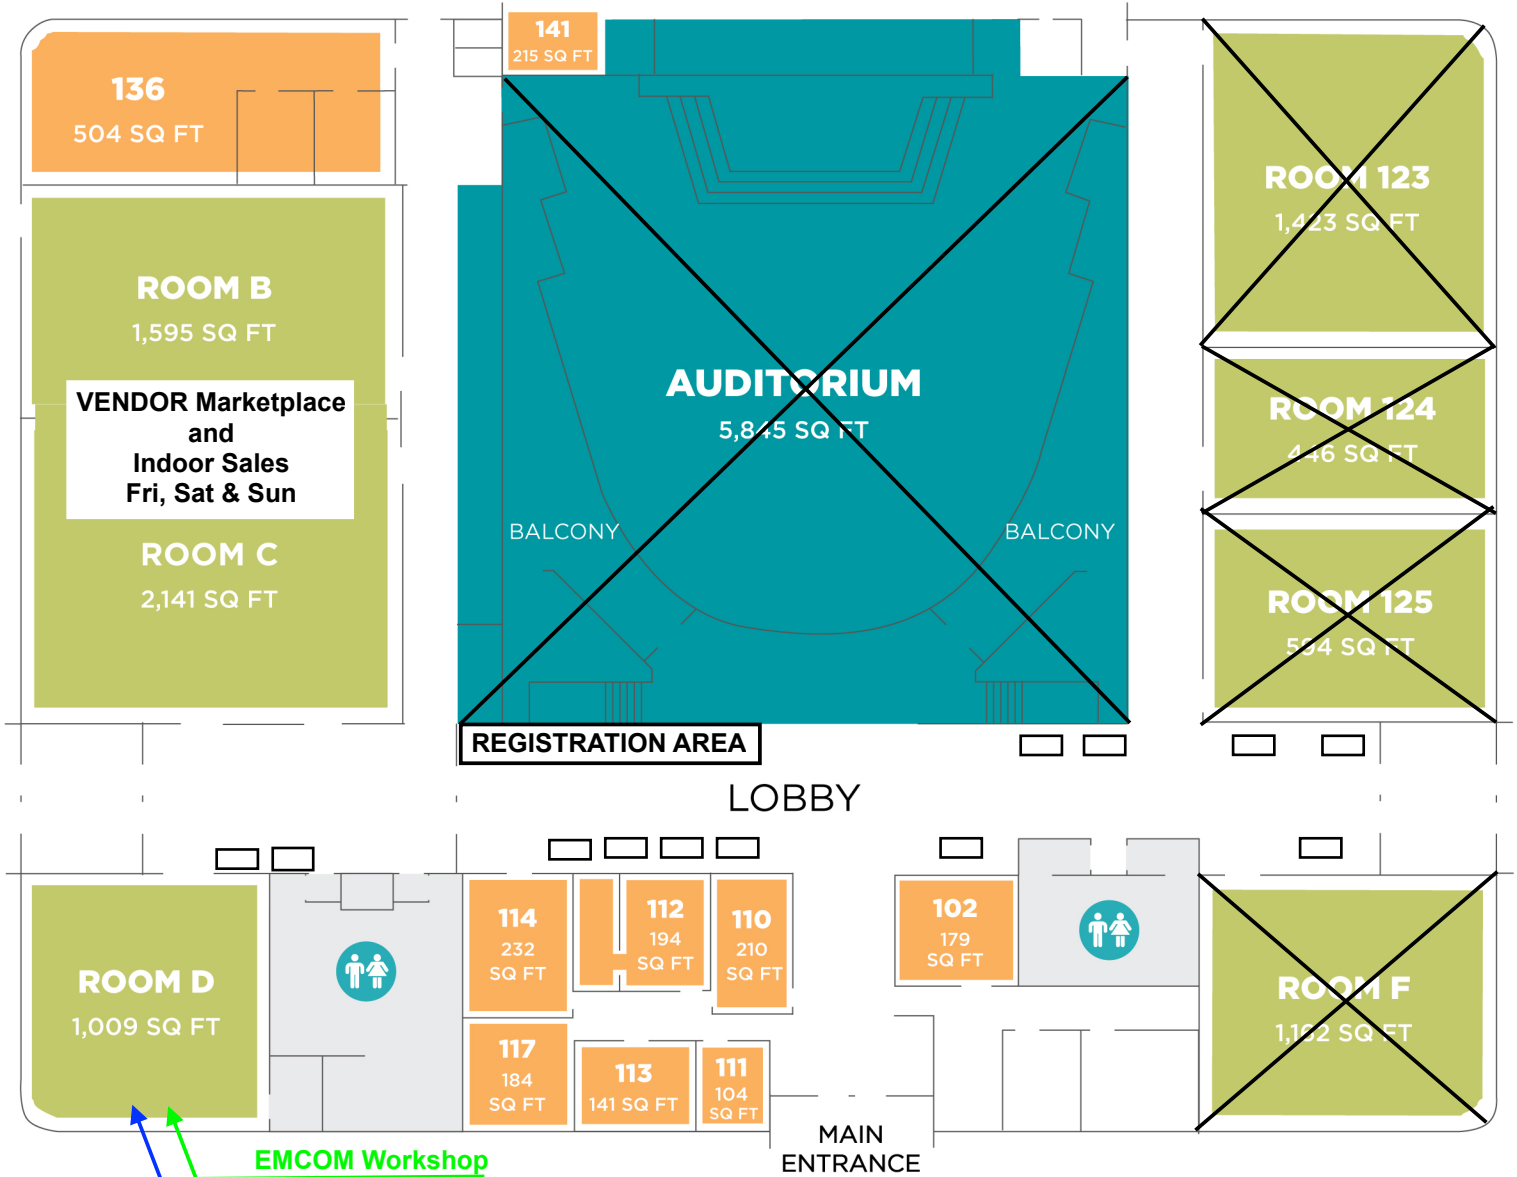 141
215 SQ FT
136
504 SQ FT
ROOM 123
1,423 SQ FT
ROOM B
1,595 SQ FT
AUDITORIUM
5,845 SQ FT
VENDOR Marketplace
and
Indoor Sales
Fri, Sat & Sun
ROOM 124
446 SQ FT
BALCONY
BALCONY
ROOM C
2,141 SQ FT
ROOM 125
594 SQ FT
REGISTRATION AREA
LOBBY
114
232
SQ FT
112
194
SQ FT
110
210
SQ FT
102
179
SQ FT
ROOM D
1,009 SQ FT
ROOM F
SQ FT
117
184
SQ FT
113
141 SQ FT
111
104
SQ FT
MAIN
ENTRANCE
EMCOM Workshop